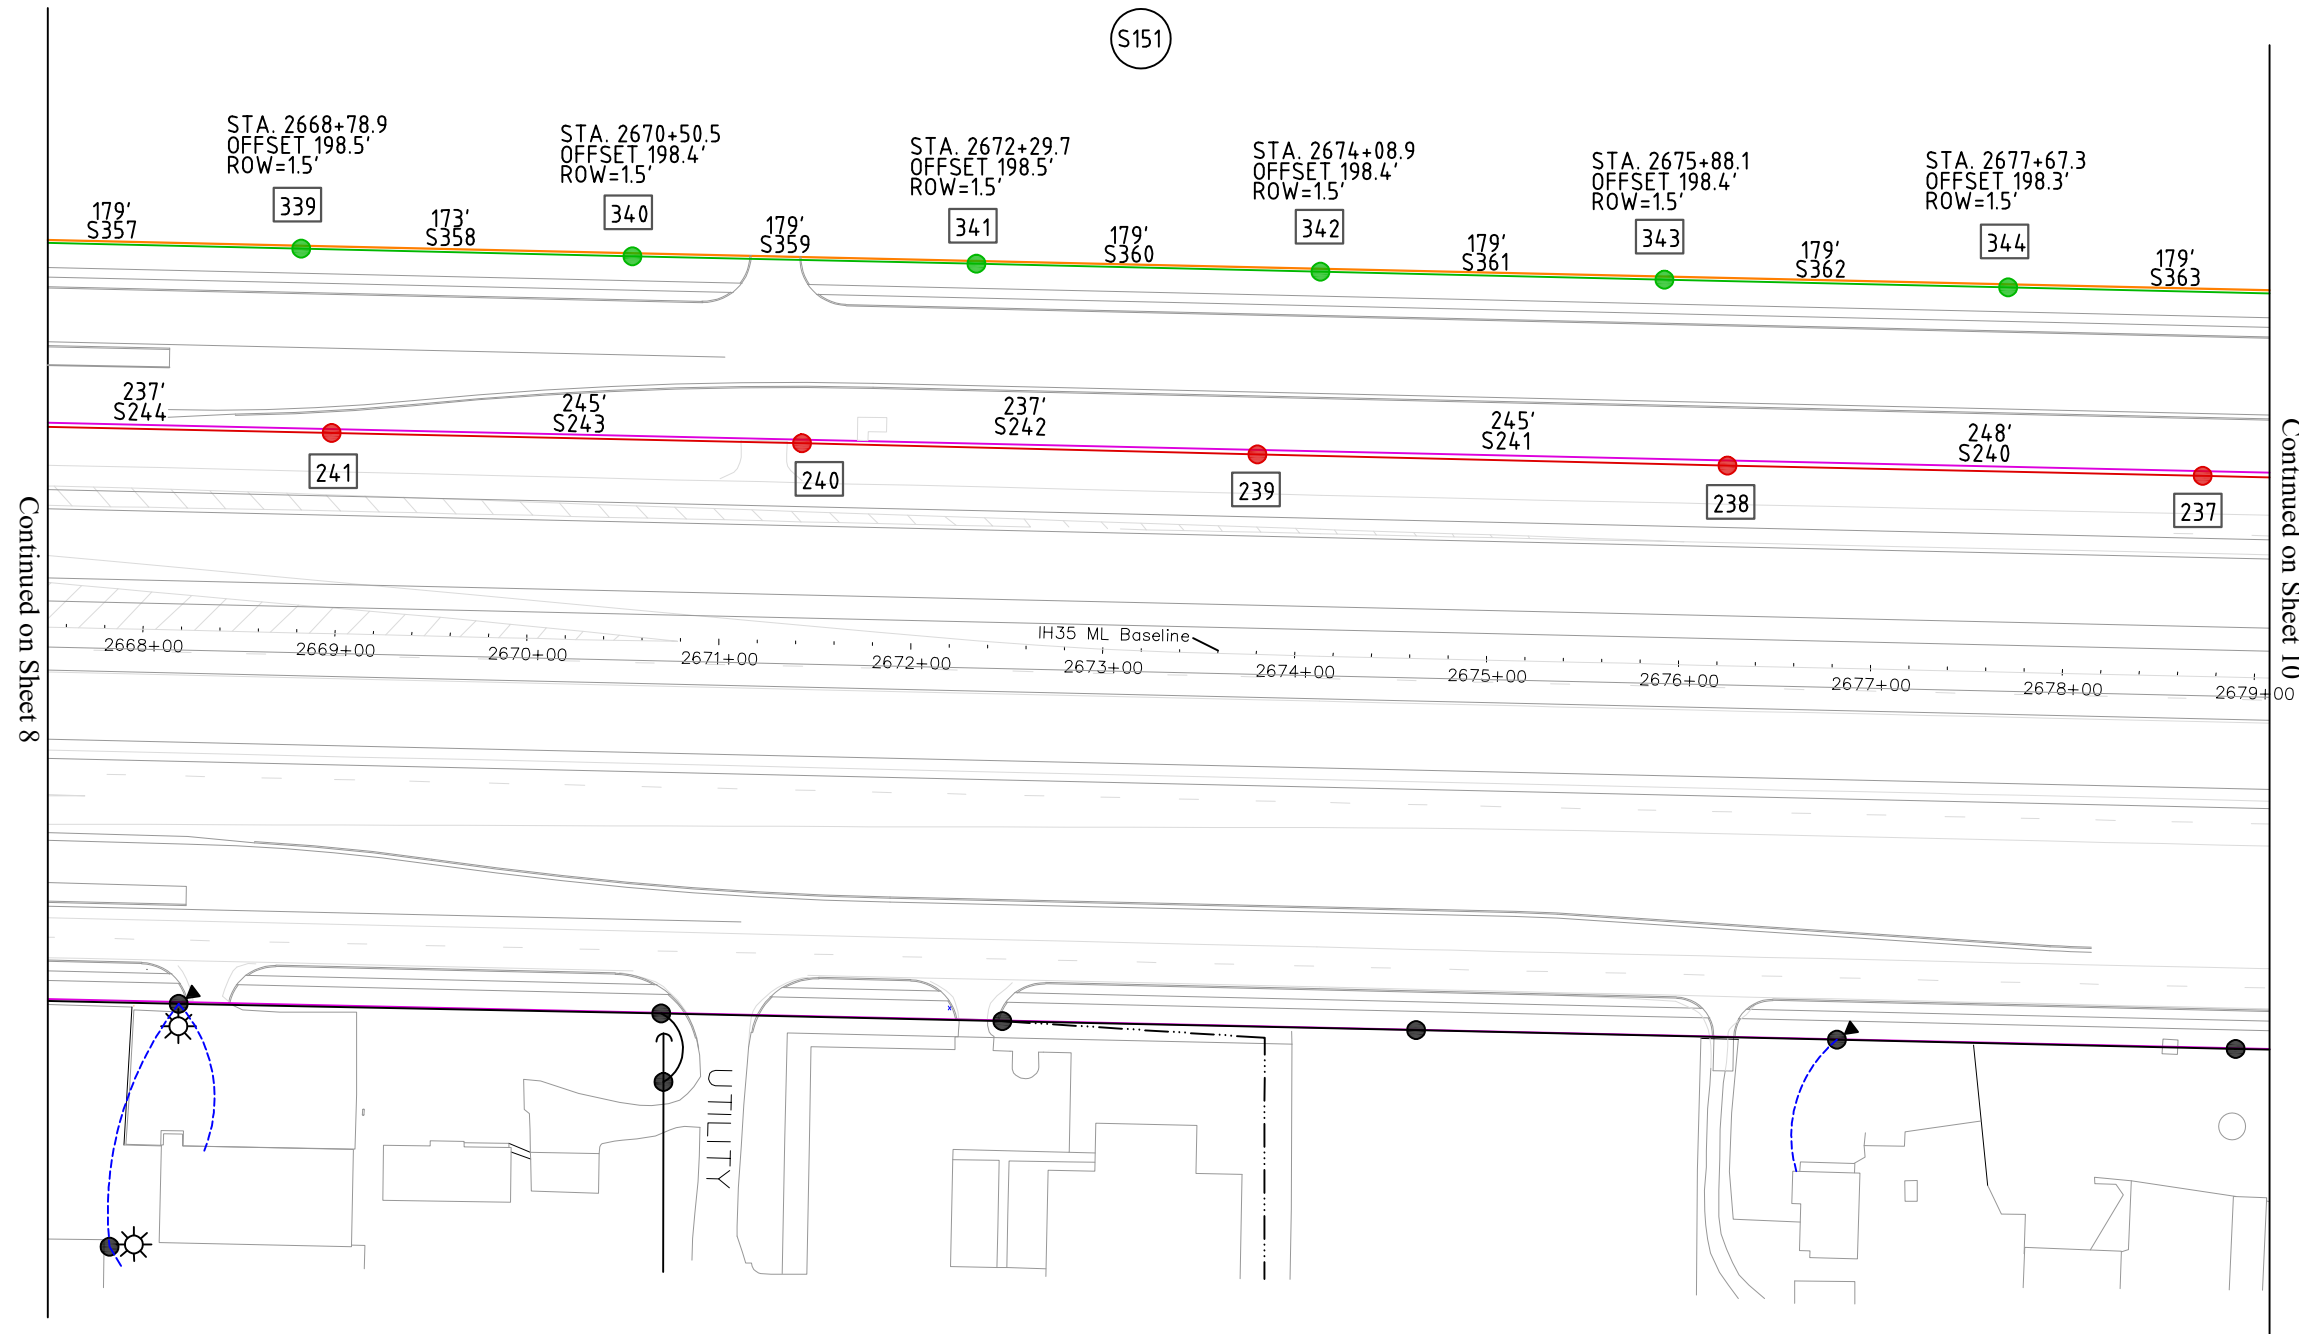 S151
STA. 2668+78.9
OFFSET 198.5'
ROW=1.5'
339
STA. 2670+50.5
OFFSET 198.4'
ROW=1.5'
340
STA. 2672+29.7
OFFSET 198.5'
ROW=1.5'
341
STA. 2674+08.9
OFFSET 198.4'
ROW=1.5'
342
STA. 2675+88.1
OFFSET 198.4'
ROW=1.5'
343
STA. 2677+67.3
OFFSET 198.3'
ROW=1.5'
344
179'
S357
173'
S358
179'
S359
179'
S360
179'
S361
179'
S362
179'
S363
237'
S244
245'
S243
237'
S242
245'
S241
248'
S240
241
240
239
238
237
Continued on Sheet 8
Continued on Sheet 10
IH35 ML Baseline
2668+00
2669+00
2670+00
2671+00
2672+00
2673+00
2674+00
2675+00
2676+00
2677+00
2678+00
2679+00
UTILITY